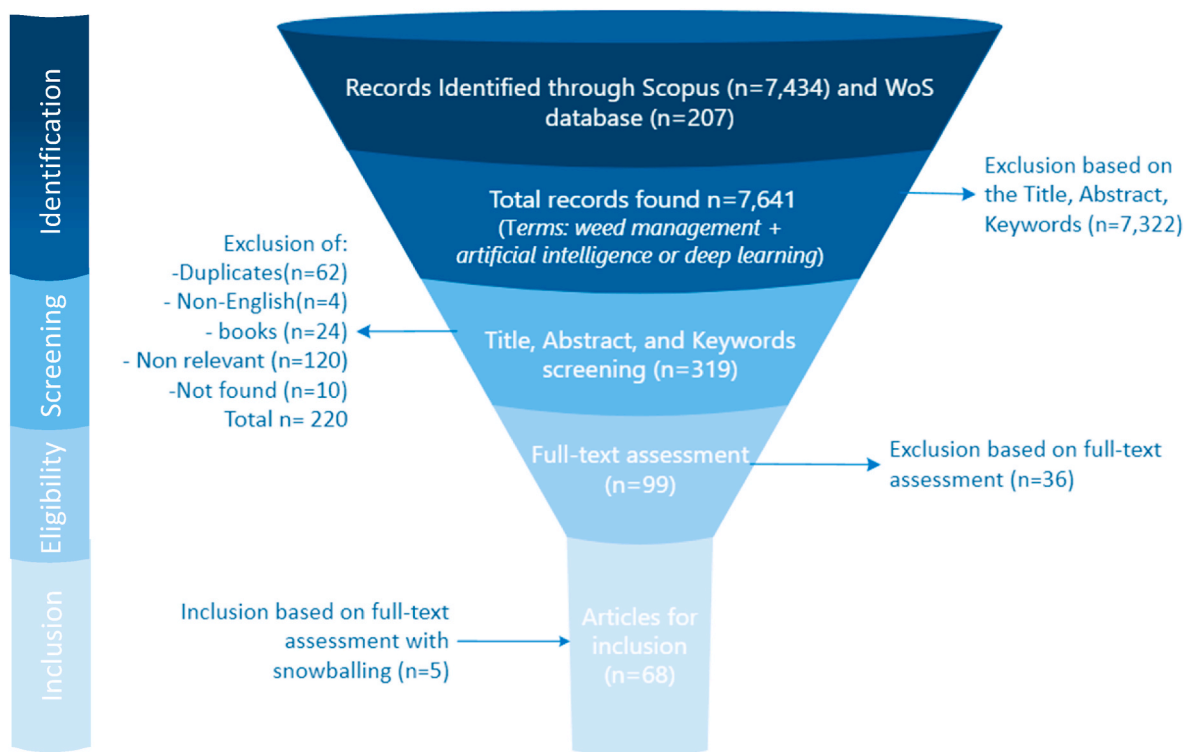 Identification
Records Identified through Scopus (n=7,434) and WoS
database (n=207)
Total records found n=7,641
(Terms: weed management +
artificial intelligence or deep learning)
Exclusion based on
the Title, Abstract,
Keywords (n=7,322)
Screening
Exclusion of:
-Duplicates(n=62)
- Non-English(n=4)
- books (n=24)
- Non relevant (n=120)
-Not found (n=10)
Total n= 220
Title, Abstract, and Keywords
screening (n=319)
Eligibility
Full-text assessment
(n=99)
Exclusion based on full-text
assessment (n=36)
Inclusion
Inclusion based on full-text
assessment with
snowballing (n=5)
Articles for
inclusion
(n=68)